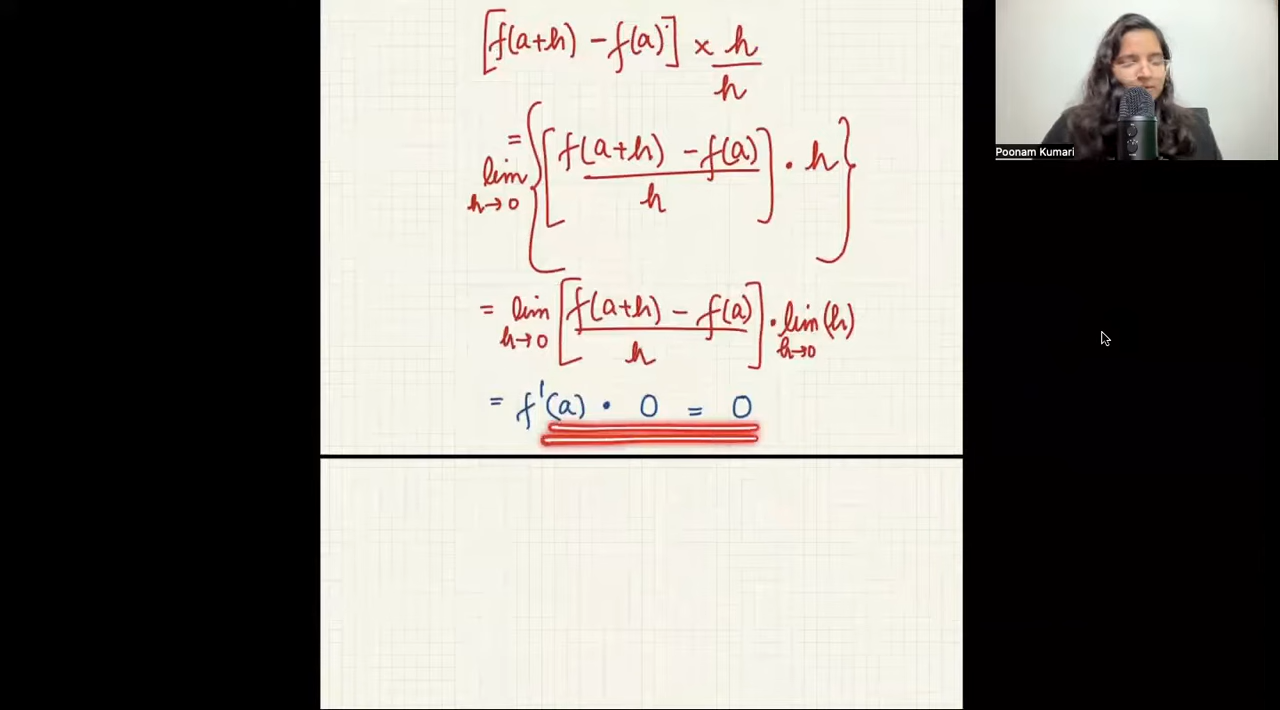 [f(a+h) - f(a)] × h/h
= lim h→0 {[f(a+h) - f(a) / h] · h}
= lim h→0 [f(a+h) - f(a) / h] · lim h→0 (h)
= f'(a) · 0 = 0
Poonam Kumari